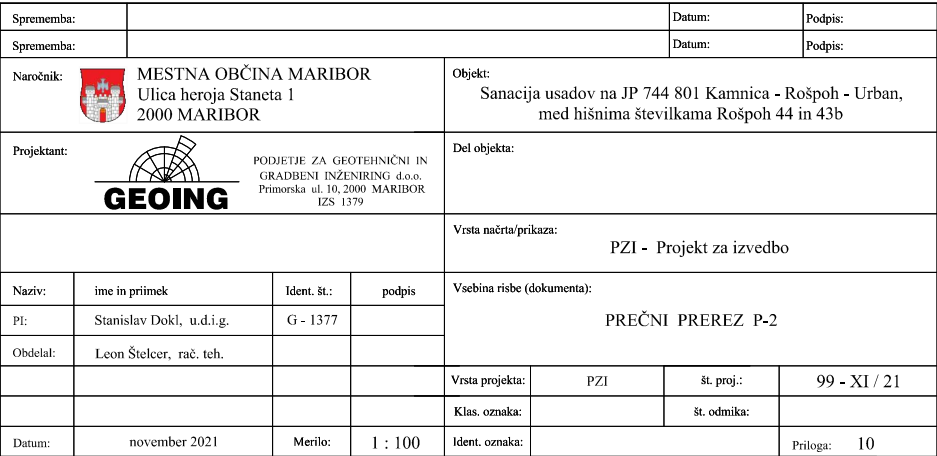 Sprememba:
Datum:
Podpis:
Sprememba:
Datum:
Podpis:
Naročnik:
MESTNA OBČINA MARIBOR
Ulica heroja Staneta 1
2000 MARIBOR
Objekt:
Sanacija usadov na JP 744 801 Kamnica - Rošpoh - Urban,
med hišnima številkama Rošpoh 44 in 43b
Projektant:
GEOING
PODJETJE ZA GEOTEHNIČNI IN
GRADBENI INŽENIRING d.o.o.
Primorska ul. 10, 2000 MARIBOR
IZS 1379
Del objekta:
Vrsta načrta/prikaza:
PZI - Projekt za izvedbo
Naziv:
ime in priimek
Ident. št.:
podpis
Vsebina risbe (dokumenta):
PREČNI PREREZ P-2
PI:
Stanislav Dokl, u.d.i.g.
G - 1377
Obdelal:
Leon Štelcer, rač. teh.
Vrsta projekta:
PZI
št. proj.:
99 - XI / 21
Klas. oznaka:
št. odmika:
Datum:
november 2021
Merilo:
1 : 100
Ident. oznaka:
Priloga: 10